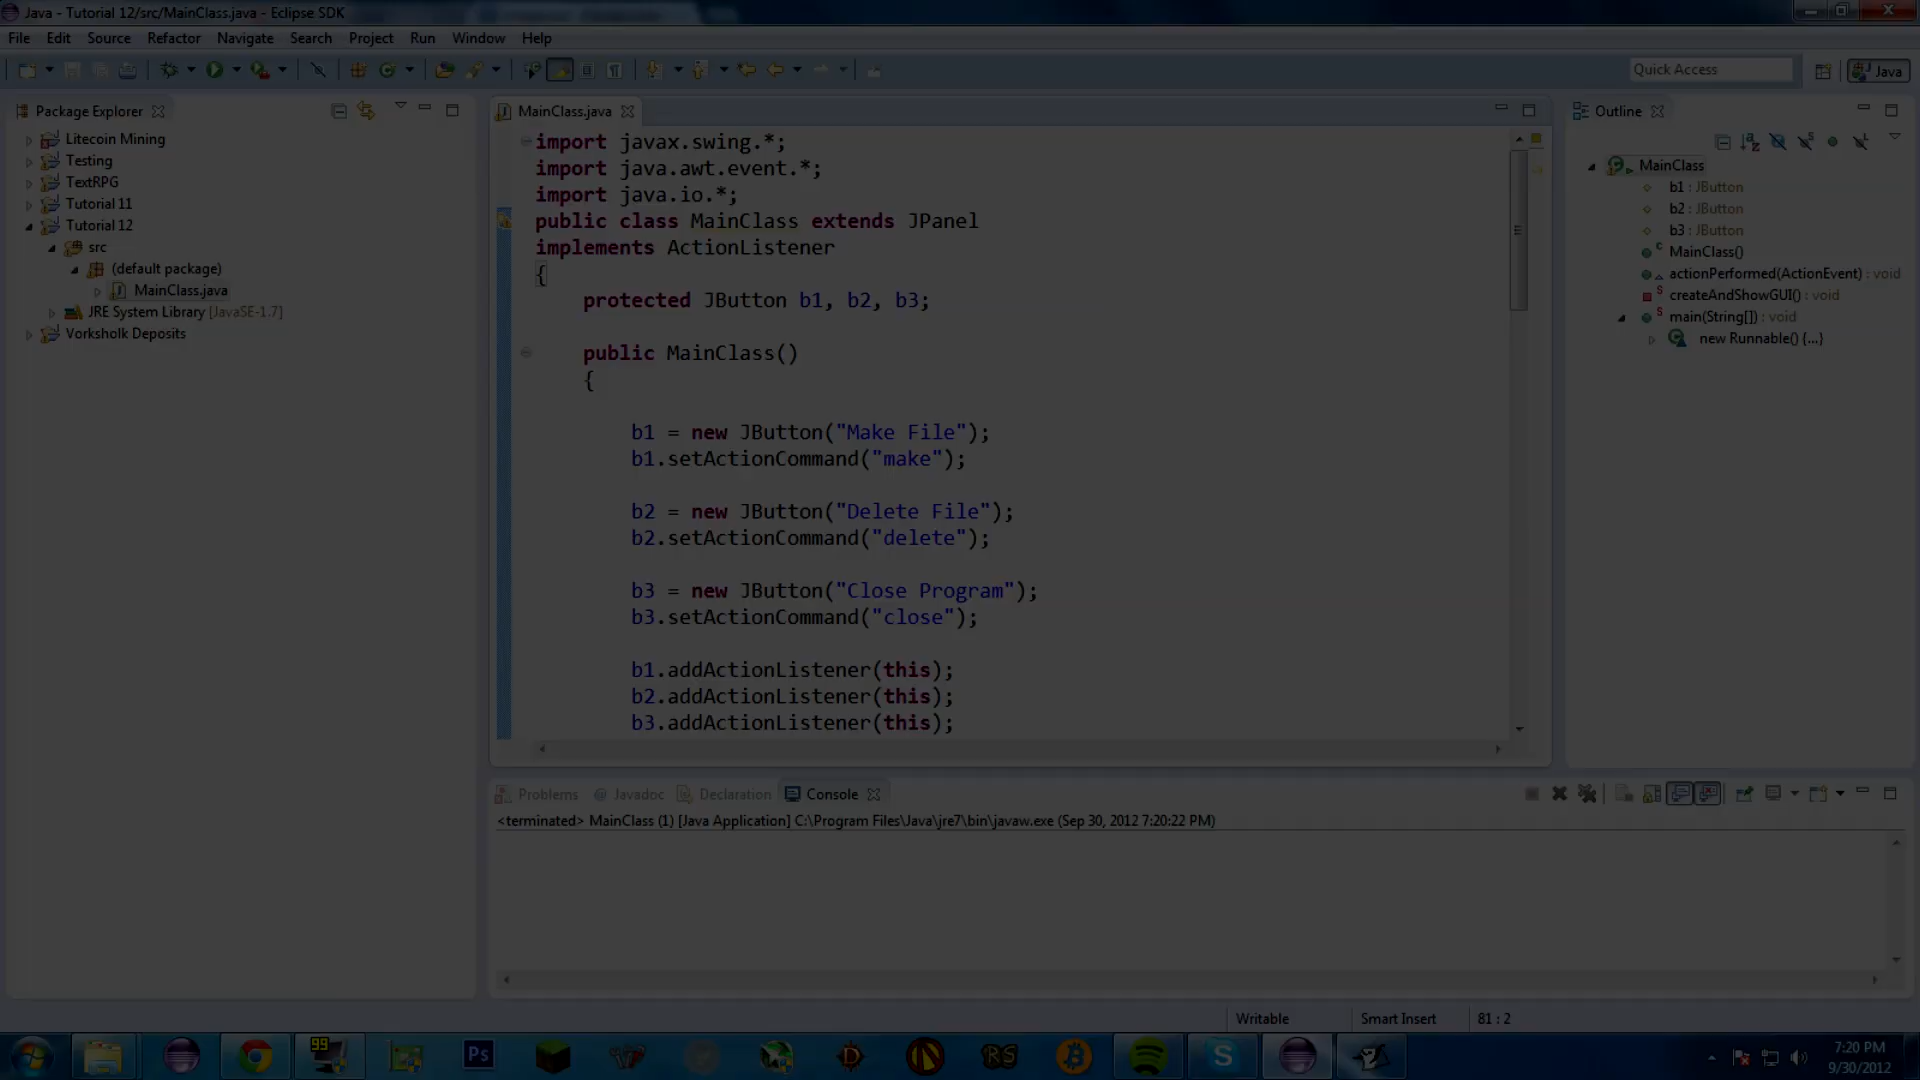 Java - Tutorial 12/src/MainClass.java - Eclipse SDK
File Edit Source Refactor Navigate Search Project Run Window Help
Quick Access
Java
Package Explorer
Litecoin Mining
Testing
TextRPG
Tutorial 11
Tutorial 12
src
(default package)
MainClass.java
JRE System Library [JavaSE-1.7]
Vorksholk Deposits
MainClass.java
import javax.swing.*;
import java.awt.event.*;
import java.io.*;
public class MainClass extends JPanel
implements ActionListener
{
protected JButton b1, b2, b3;
public MainClass()
{
b1 = new JButton("Make File");
b1.setActionCommand("make");
b2 = new JButton("Delete File");
b2.setActionCommand("delete");
b3 = new JButton("Close Program");
b3.setActionCommand("close");
b1.addActionListener(this);
b2.addActionListener(this);
b3.addActionListener(this);
Outline
MainClass
b1 : JButton
b2 : JButton
b3 : JButton
MainClass()
actionPerformed(ActionEvent) : void
createAndShowGUI() : void
main(String[]) : void
new Runnable() {...}
Problems @ Javadoc Declaration Console
<terminated> MainClass (1) [Java Application] C:\Program Files\Java\jre7\bin\javaw.exe (Sep 30, 2012 7:20:22 PM)
Writable Smart Insert 81 : 2
99
Ps
RS
7:20 PM
9/30/2012